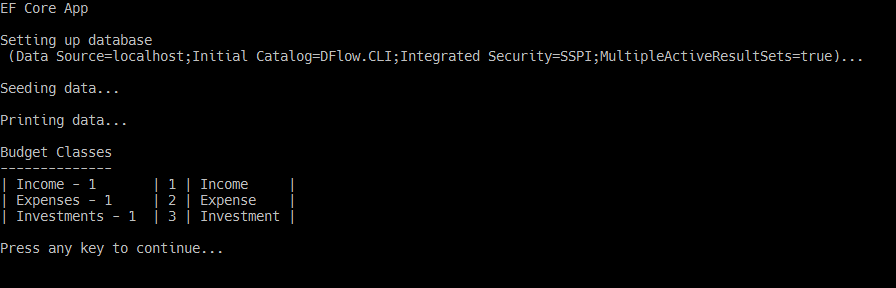 EF Core App
Setting up database
(Data Source=localhost;Initial Catalog=DFlow.CLI;Integrated Security=SSPI;MultipleActiveResultSets=true)...
Seeding data...
Printing data...
Budget Classes
--------------
| Income - 1       | 1 | Income     |
| Expenses - 1     | 2 | Expense    |
| Investments - 1  | 3 | Investment |
Press any key to continue...